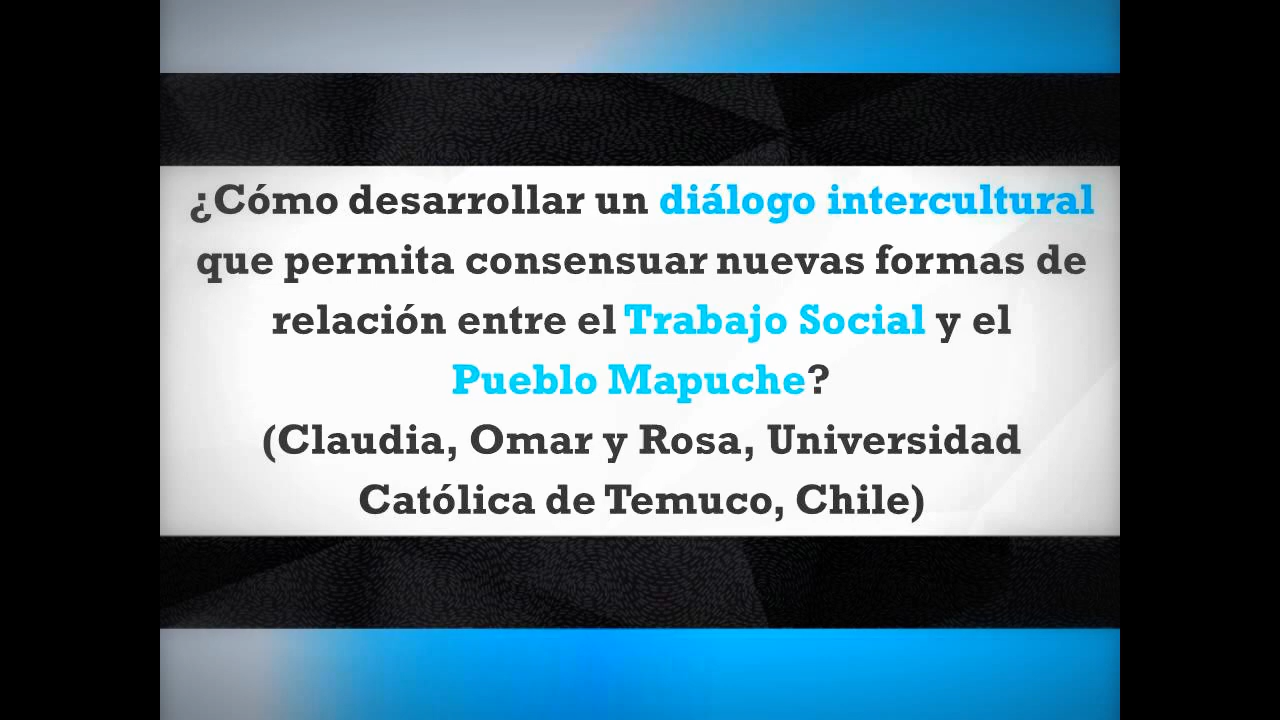 ¿Cómo desarrollar un diálogo intercultural
que permita consensuar nuevas formas de
relación entre el Trabajo Social y el
Pueblo Mapuche?
(Claudia, Omar y Rosa, Universidad
Católica de Temuco, Chile)